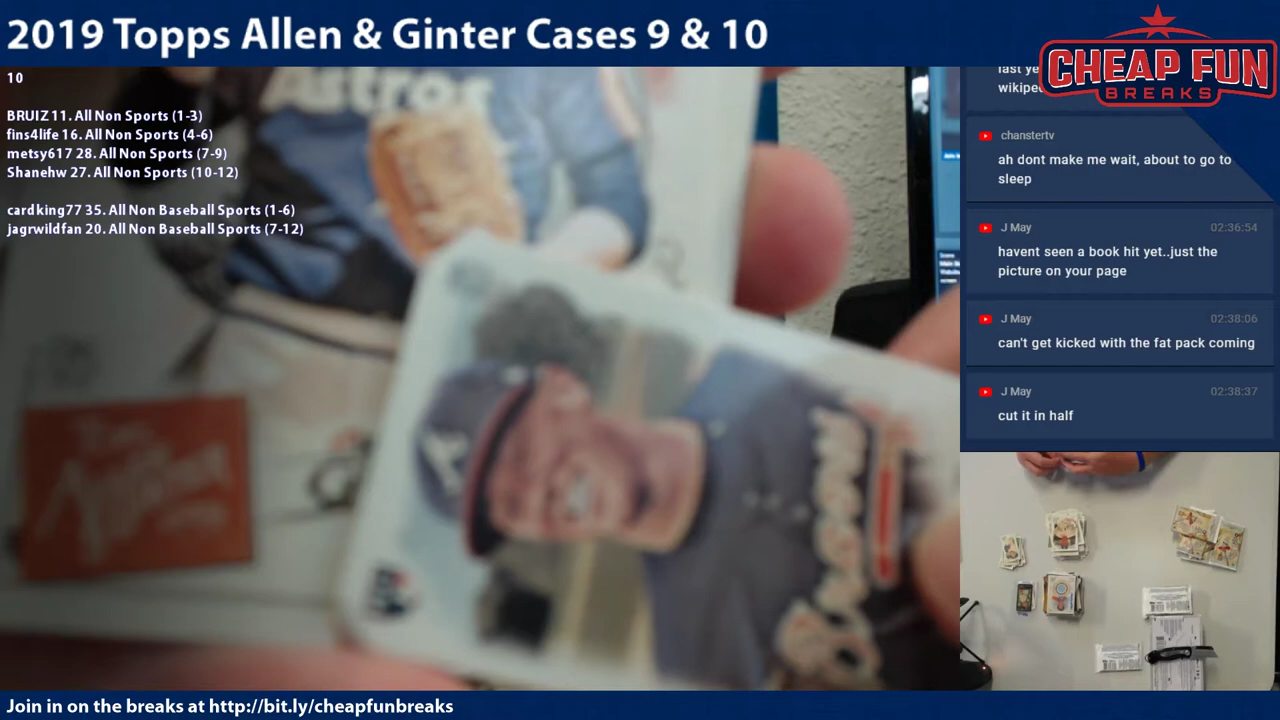 2019 Topps Allen & Ginter Cases 9 & 10
CHEAP FUN
BREAKS
10
BRUIZ 11. All Non Sports (1-3)
fins4life 16. All Non Sports (4-6)
metsy617 28. All Non Sports (7-9)
Shanehw 27. All Non Sports (10-12)
cardking77 35. All Non Baseball Sports (1-6)
jagrwildfan 20. All Non Baseball Sports (7-12)
Astros
last ye
wikipe
chanstertv
ah dont make me wait, about to go to
sleep
J May 02:36:54
havent seen a book hit yet..just the
picture on your page
J May 02:38:06
can't get kicked with the fat pack coming
J May 02:38:37
cut it in half
Join in on the breaks at http://bit.ly/cheapfunbreaks